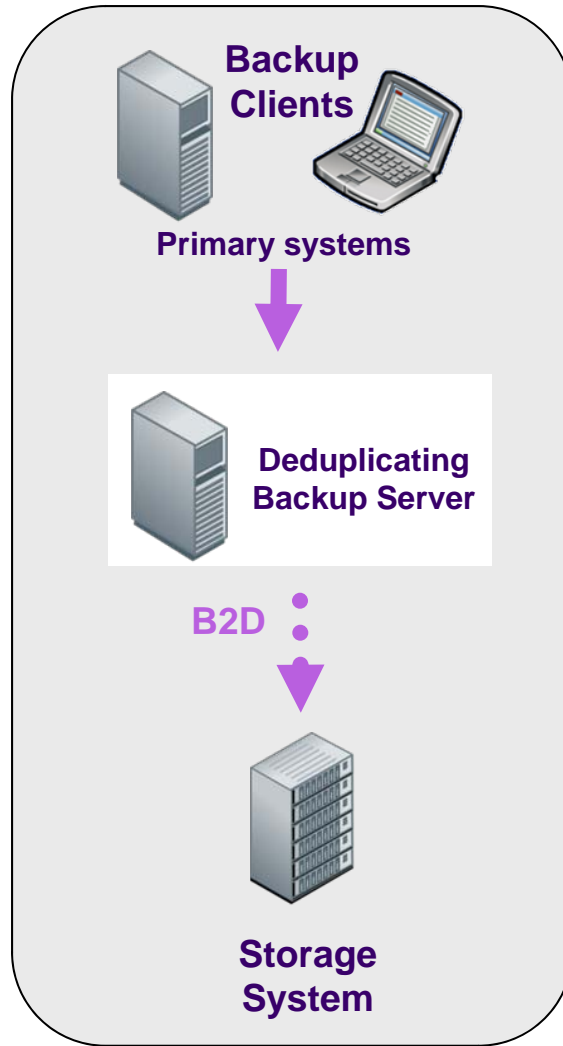 Backup
Clients
Primary systems
Deduplicating
Backup Server
B2D
Storage
System